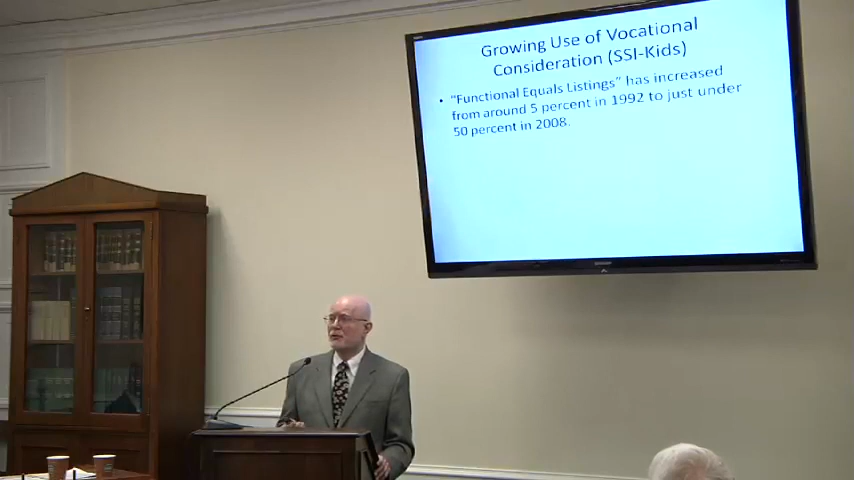 Growing Use of Vocational
Consideration (SSI-Kids)
• "Functional Equals Listings" has increased
from around 5 percent in 1992 to just under
50 percent in 2008.